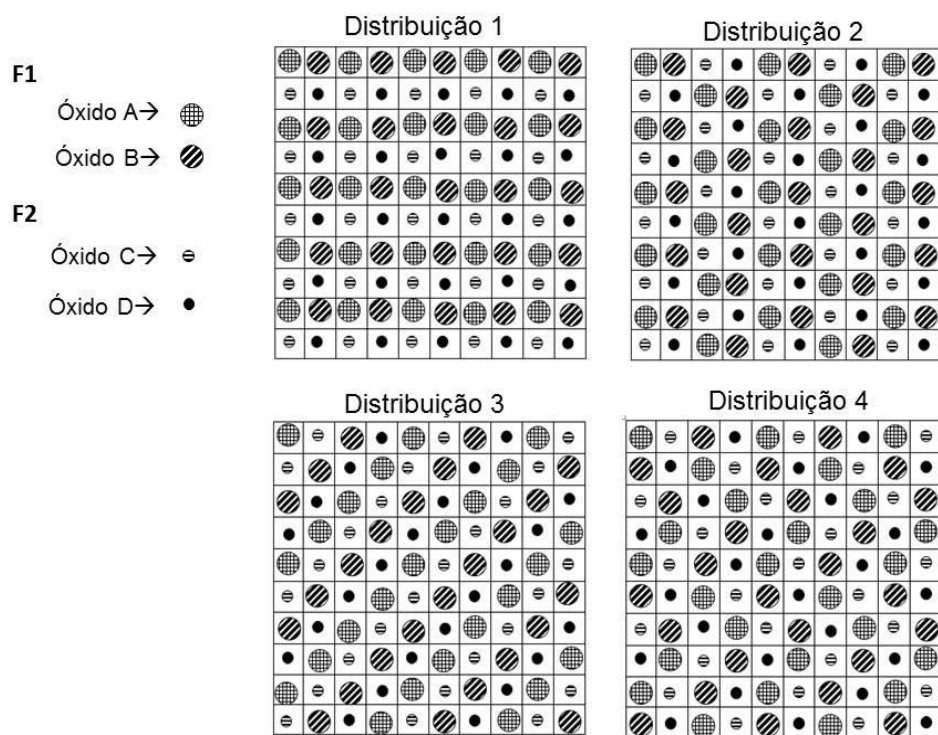 Distribuição 1
Distribuição 2
F1
Óxido A→
Óxido B→
F2
Óxido C→
Óxido D→
Distribuição 3
Distribuição 4